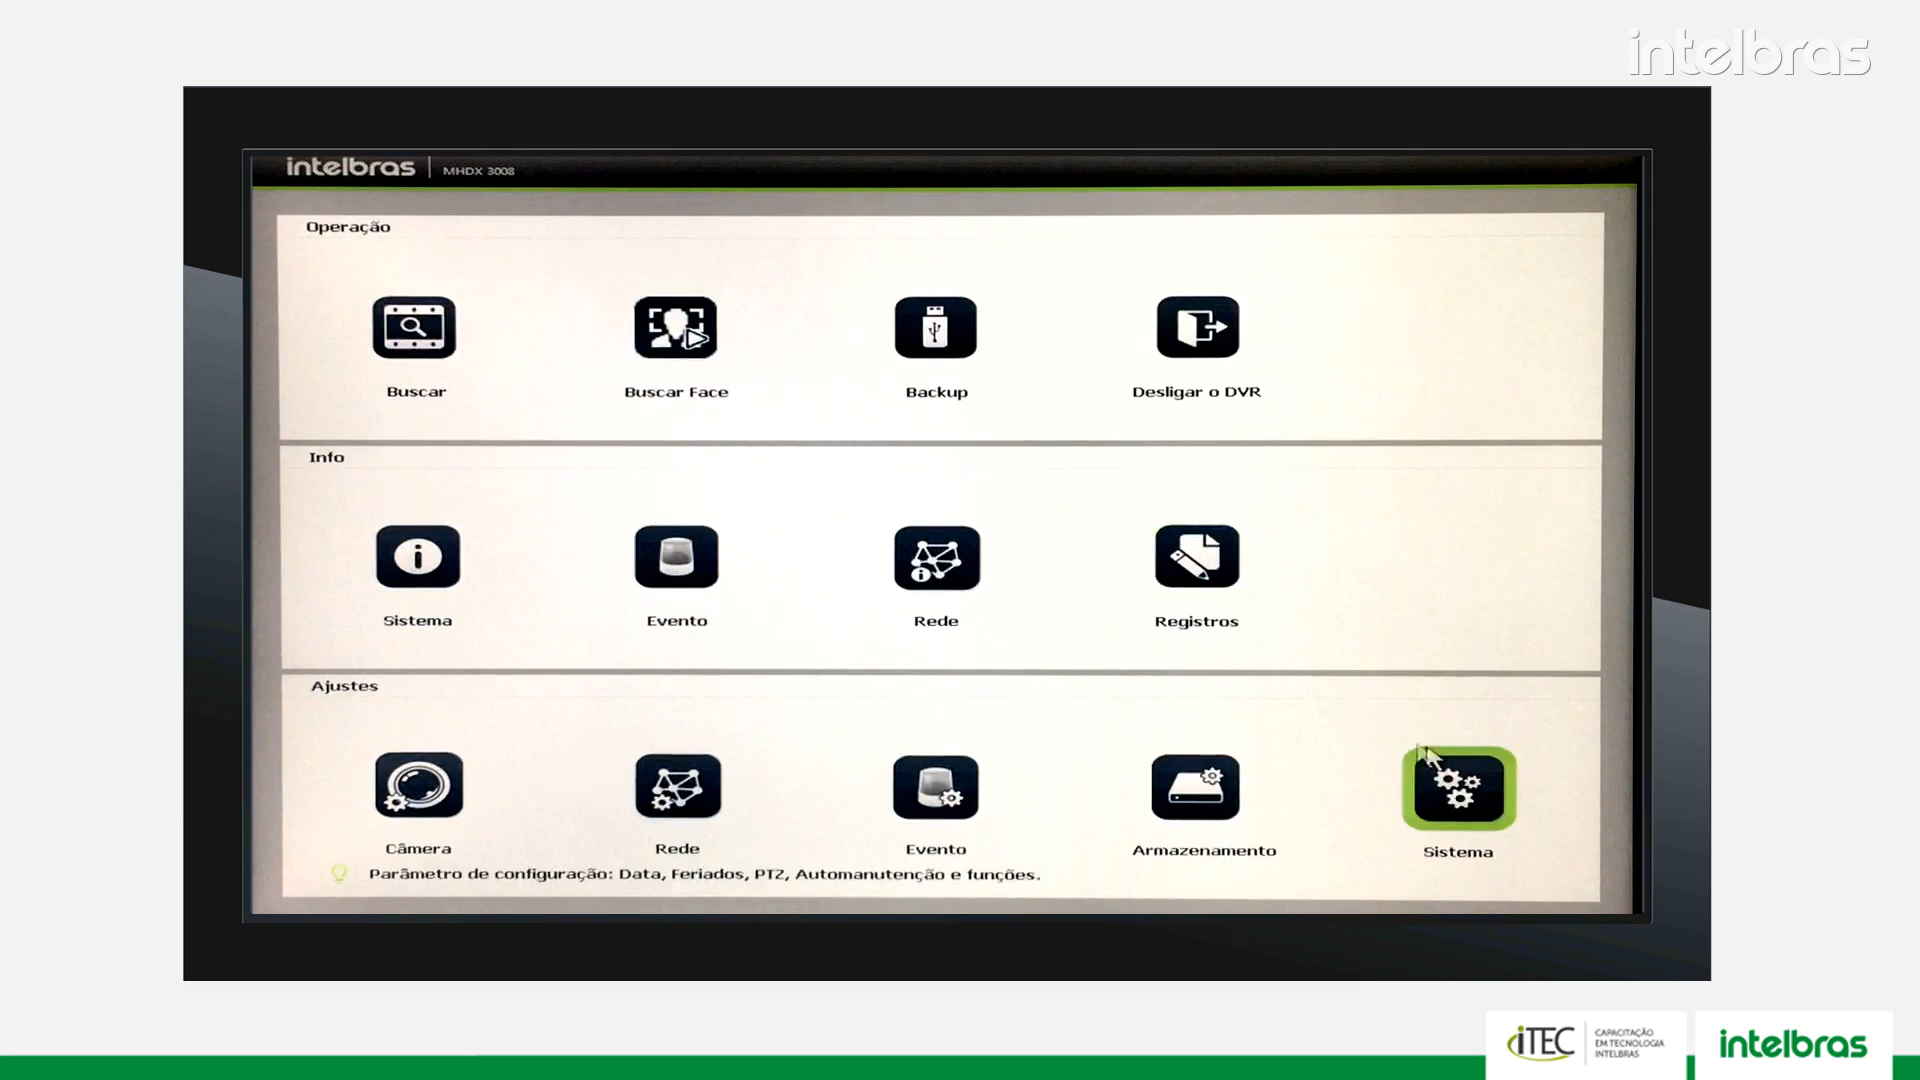 intelbras
intelbras | MHDX 3008
Operação
Buscar
Buscar Face
Backup
Desligar o DVR
Info
Sistema
Evento
Rede
Registros
Ajustes
Câmera
Rede
Evento
Armazenamento
Sistema
Parâmetro de configuração: Data, Feriados, PTZ, Automanutenção e funções.
iTEC
CAPACITAÇÃO
EM TECNOLOGIA
INTELBRAS
intelbras